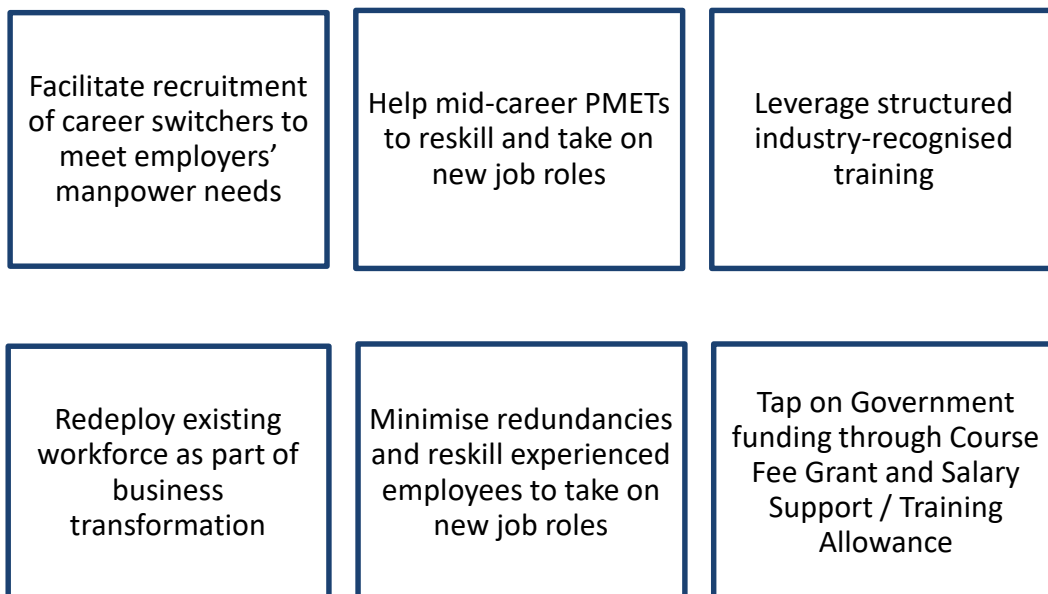 Facilitate recruitment
of career switchers to
meet employers’
manpower needs
Help mid-career PMETs
to reskill and take on
new job roles
Leverage structured
industry-recognised
training
Redeploy existing
workforce as part of
business
transformation
Minimise redundancies
and reskill experienced
employees to take on
new job roles
Tap on Government
funding through Course
Fee Grant and Salary
Support / Training
Allowance